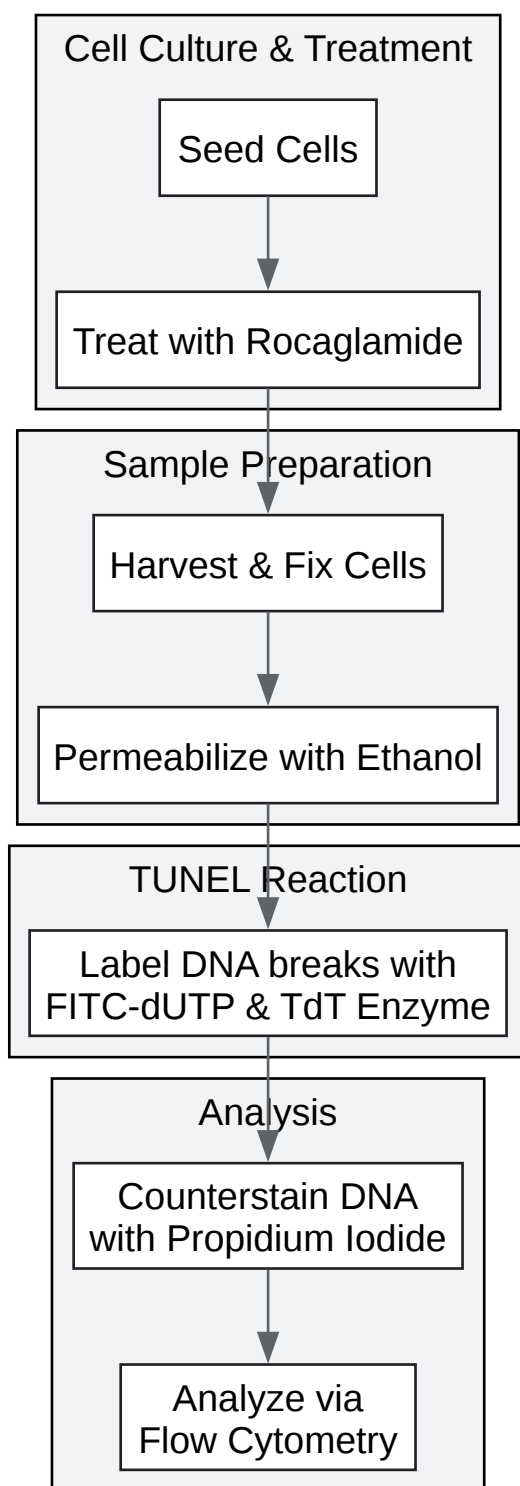 Cell Culture & Treatment
Seed Cells
Treat with Rocaglamide
Sample Preparation
Harvest & Fix Cells
Permeabilize with Ethanol
TUNEL Reaction
Label DNA breaks with
FITC-dUTP & TdT Enzyme
Analysis
Counterstain DNA
with Propidium Iodide
Analyze via
Flow Cytometry